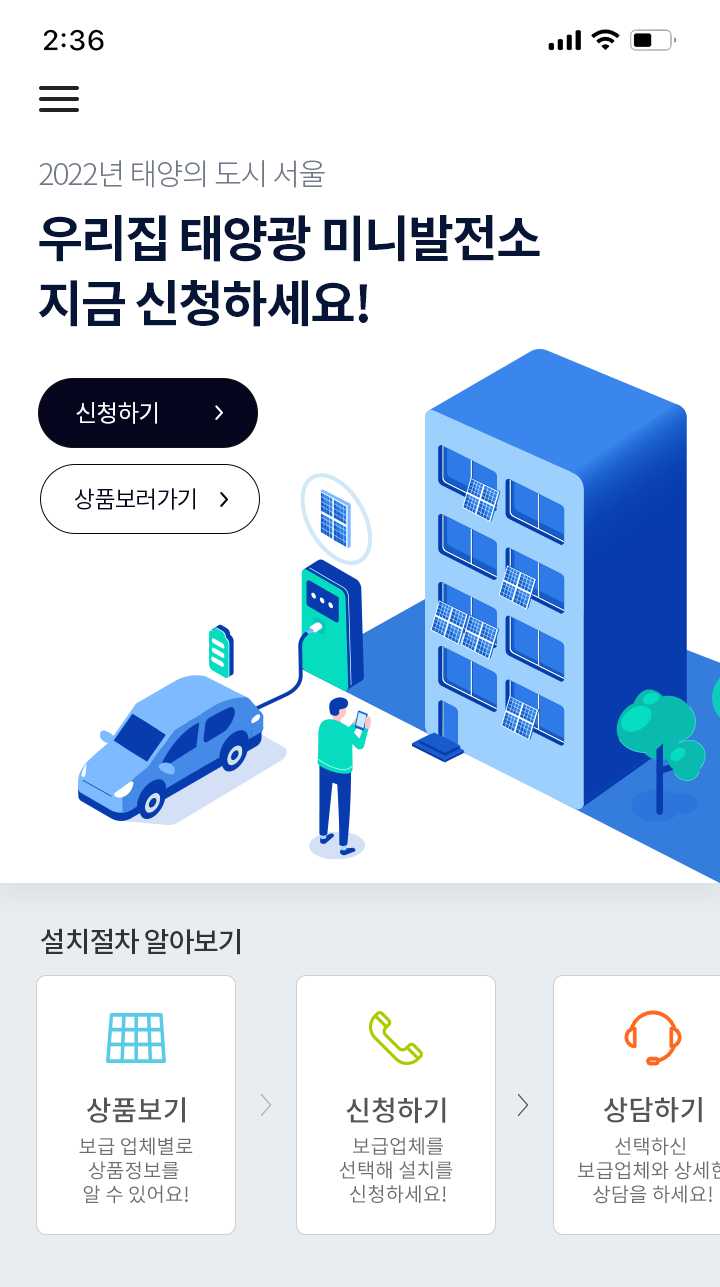 2:36
2022년 태양의 도시 서울
우리집 태양광 미니발전소
지금 신청하세요!
신청하기
상품보러가기
설치절차 알아보기
상품보기
보급 업체별로
상품정보를
알 수 있어요!
신청하기
보급업체를
선택해 설치를
신청하세요!
상담하기
선택하신
보급업체와 상세한
상담을 하세요!